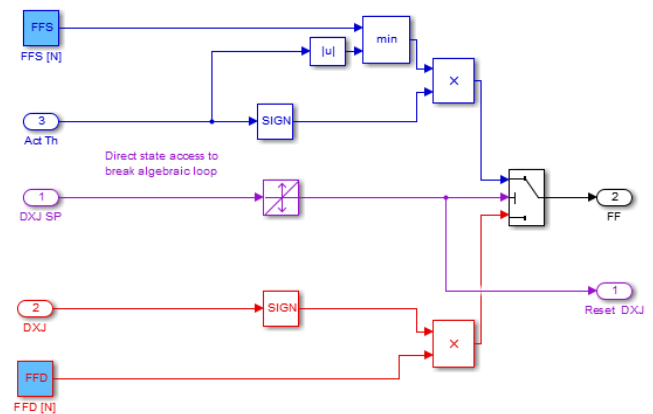 FFS
FFS [N]
|u|
min
×
3
Act Th
SIGN
Direct state access to
break algebraic loop
1
DXJ SP
2
FF
1
Reset DXJ
2
DXJ
SIGN
×
FFD
FFD [N]